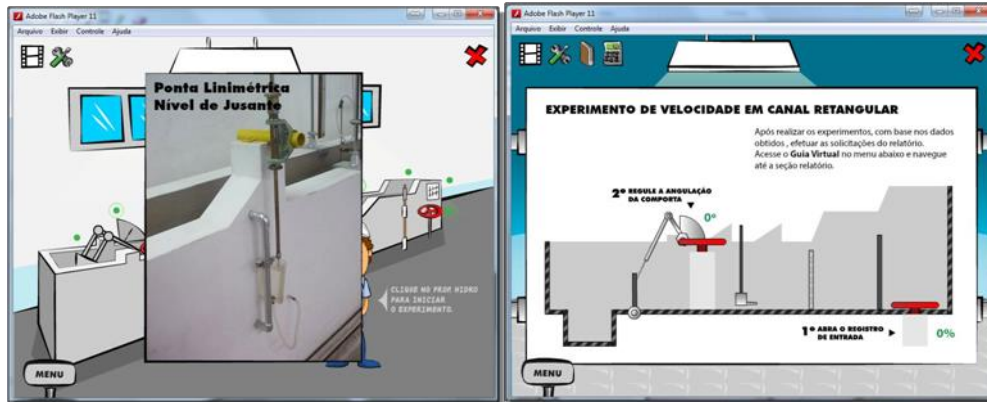 Adobe Flash Player 11
Arquivo Exibir Controle Ajuda
Ponta Linimétrica
Nível de Jusante
CLIQUE NO PROF HIDRO
PARA INICIAR
O EXPERIMENTO.
MENU
Adobe Flash Player 11
Arquivo Exibir Controle Ajuda
EXPERIMENTO DE VELOCIDADE EM CANAL RETANGULAR
Após realizar os experimentos, com base nos dados
obtidos , efetuar as solicitações do relatório.
Acesse o Guia Virtual no menu abaixo e navegue
até a seção relatório.
2º REGULE A ANGULAÇÃO
DA COMPORTA
0º
1º ABRA O REGISTRO
DE ENTRADA
0%
MENU